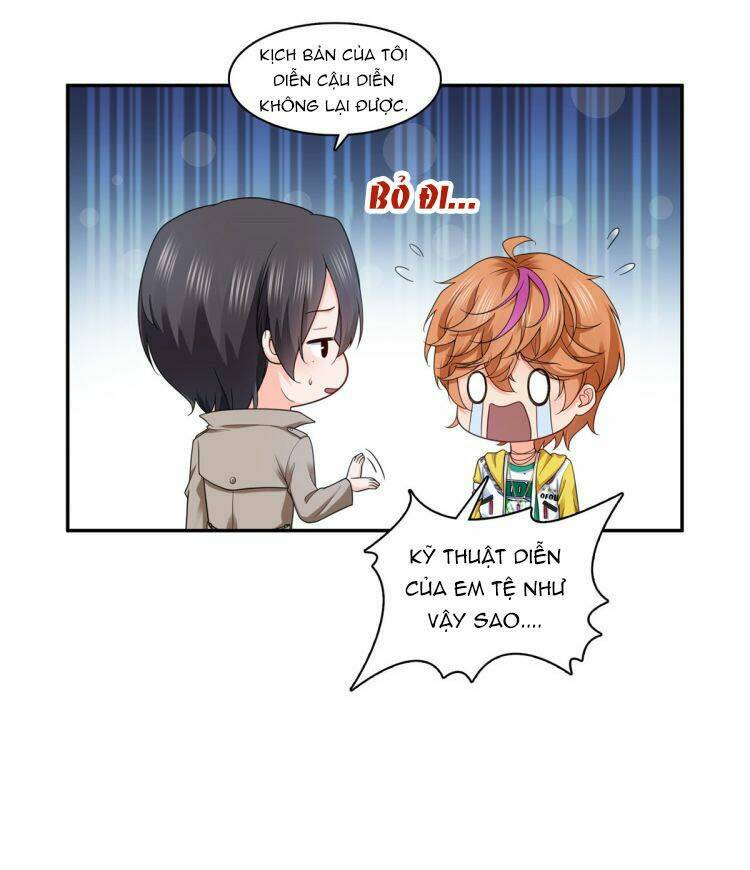 KỊCH BẢN CỦA TÔI
DIỄN CẬU DIỄN
KHÔNG LẠI ĐƯỢC.
BỎ ĐI...
KỸ THUẬT DIỄN
CỦA EM TỆ NHƯ
VẬY SAO....